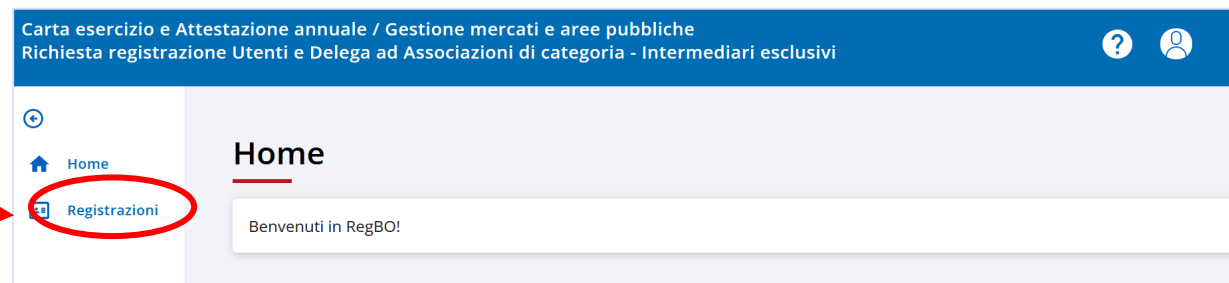 Carta esercizio e Attestazione annuale / Gestione mercati e aree pubbliche
Richiesta registrazione Utenti e Delega ad Associazioni di categoria - Intermediari esclusivi
?
Home
Registrazioni
Home
Benvenuti in RegBO!